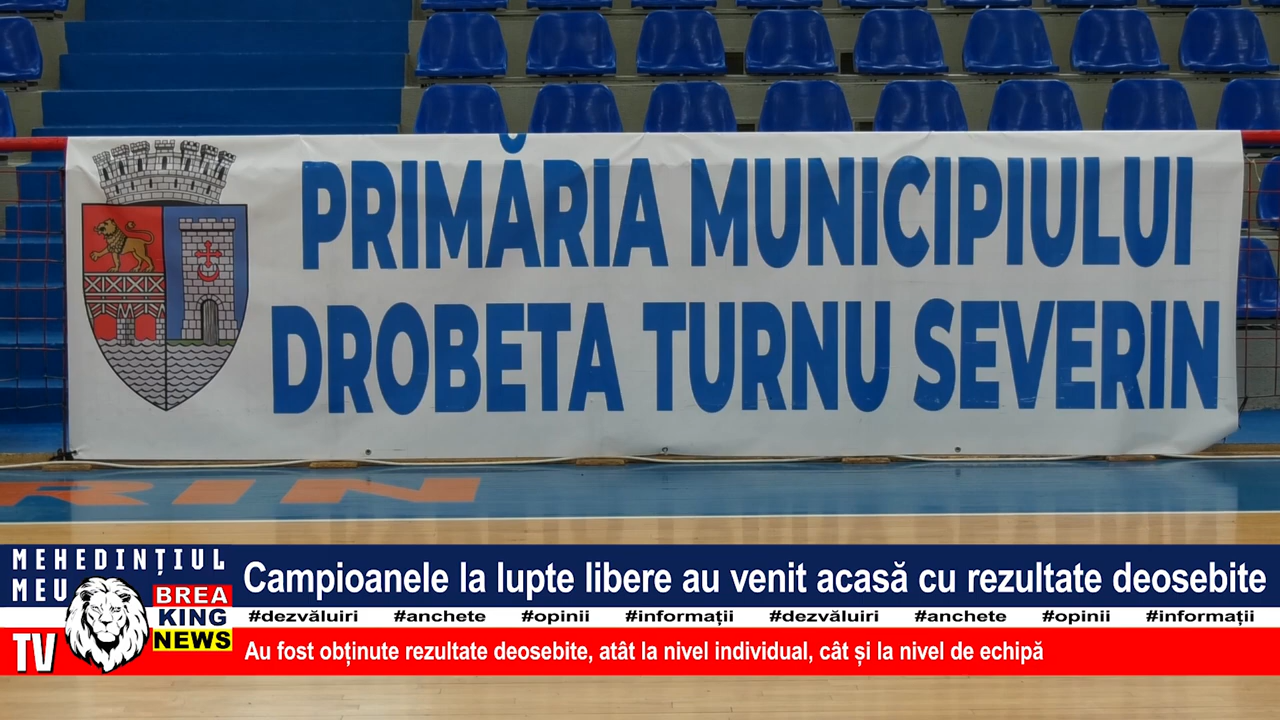 PRIMĂRIA MUNICIPIULUI
DROBETA TURNU SEVERIN
RIN
MEHEDINȚIUL
MEU
TV
BREA
KING
NEWS
Campioanele la lupte libere au venit acasă cu rezultate deosebite
#dezvăluiri #anchete #opinii #informații #dezvăluiri #anchete #opinii #informații
Au fost obținute rezultate deosebite, atât la nivel individual, cât și la nivel de echipă